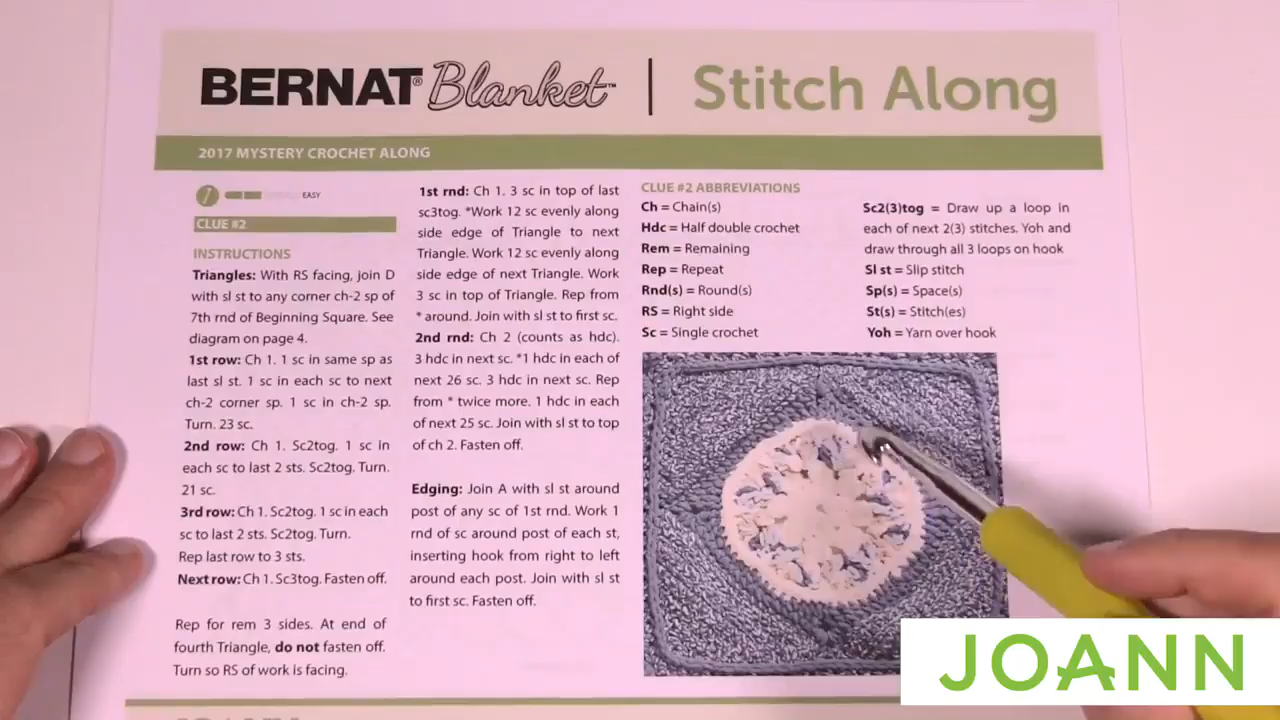 BERNAT® Blanket™ | Stitch Along
2017 MYSTERY CROCHET ALONG
EASY
CLUE #2
INSTRUCTIONS
Triangles: With RS facing, join D
with sl st to any corner ch-2 sp of
7th rnd of Beginning Square. See
diagram on page 4.
1st row: Ch 1. 1 sc in same sp as
last sl st. 1 sc in each sc to next
ch-2 corner sp. 1 sc in ch-2 sp.
Turn. 23 sc.
2nd row: Ch 1. Sc2tog. 1 sc in
each sc to last 2 sts. Sc2tog. Turn.
21 sc.
3rd row: Ch 1. Sc2tog. 1 sc in each
sc to last 2 sts. Sc2tog. Turn.
Rep last row to 3 sts.
Next row: Ch 1. Sc3tog. Fasten off.
Rep for rem 3 sides. At end of
fourth Triangle, do not fasten off.
Turn so RS of work is facing.
1st rnd: Ch 1. 3 sc in top of last
sc3tog. *Work 12 sc evenly along
side edge of Triangle to next
Triangle. Work 12 sc evenly along
side edge of next Triangle. Work
3 sc in top of Triangle. Rep from
* around. Join with sl st to first sc.
2nd rnd: Ch 2 (counts as hdc).
3 hdc in next sc. *1 hdc in each of
next 26 sc. 3 hdc in next sc. Rep
from * twice more. 1 hdc in each
of next 25 sc. Join with sl st to top
of ch 2. Fasten off.
Edging: Join A with sl st around
post of any sc of 1st rnd. Work 1
rnd of sc around post of each st,
inserting hook from right to left
around each post. Join with sl st
to first sc. Fasten off.
CLUE #2 ABBREVIATIONS
Ch = Chain(s)
Hdc = Half double crochet
Rem = Remaining
Rep = Repeat
Rnd(s) = Round(s)
RS = Right side
Sc = Single crochet
Sc2(3)tog = Draw up a loop in
each of next 2(3) stitches. Yoh and
draw through all 3 loops on hook
Sl st = Slip stitch
Sp(s) = Space(s)
St(s) = Stitch(es)
Yoh = Yarn over hook
JOANN